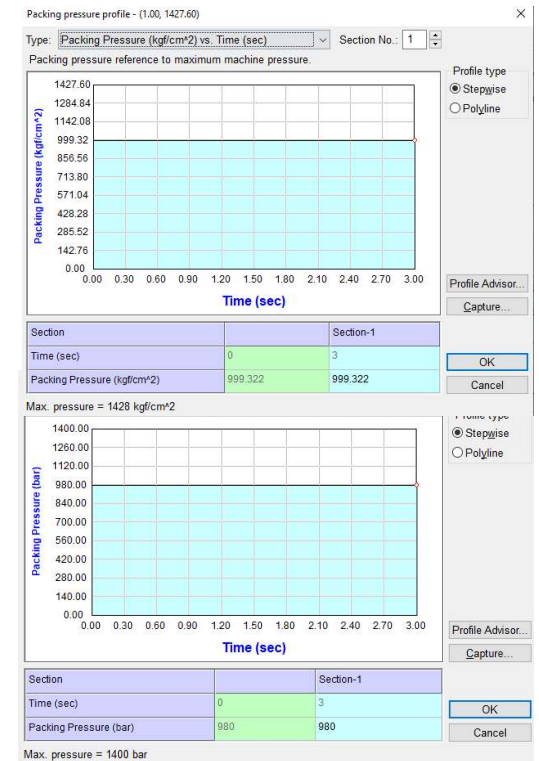 Packing pressure profile - (1.00, 1427.60)
Type: Packing Pressure (kgf/cm^2) vs. Time (sec) Section No.: 1
Packing pressure reference to maximum machine pressure.
Profile type
Stepwise
Polyline
Packing Pressure (kgf/cm^2)
1427.60
1284.84
1142.08
999.32
856.56
713.80
571.04
428.28
285.52
142.76
0.00
0.00 0.30 0.60 0.90 1.20 1.50 1.80 2.10 2.40 2.70 3.00
Time (sec)
Profile Advisor...
Capture...
Section Section-1
Time (sec) 0 3
Packing Pressure (kgf/cm^2) 999.322 999.322
OK
Cancel
Max. pressure = 1428 kgf/cm^2
Profile type
Stepwise
Polyline
Packing Pressure (bar)
1400.00
1260.00
1120.00
980.00
840.00
700.00
560.00
420.00
280.00
140.00
0.00
0.00 0.30 0.60 0.90 1.20 1.50 1.80 2.10 2.40 2.70 3.00
Time (sec)
Profile Advisor...
Capture...
Section Section-1
Time (sec) 0 3
Packing Pressure (bar) 980 980
OK
Cancel
Max. pressure = 1400 bar